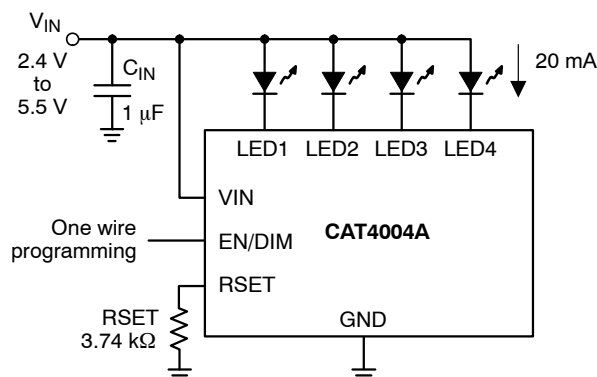 VIN
2.4 V
to
5.5 V
CIN
1 μF
20 mA
LED1 LED2 LED3 LED4
VIN
CAT4004A
One wire
programming
EN/DIM
RSET
RSET
3.74 kΩ
GND